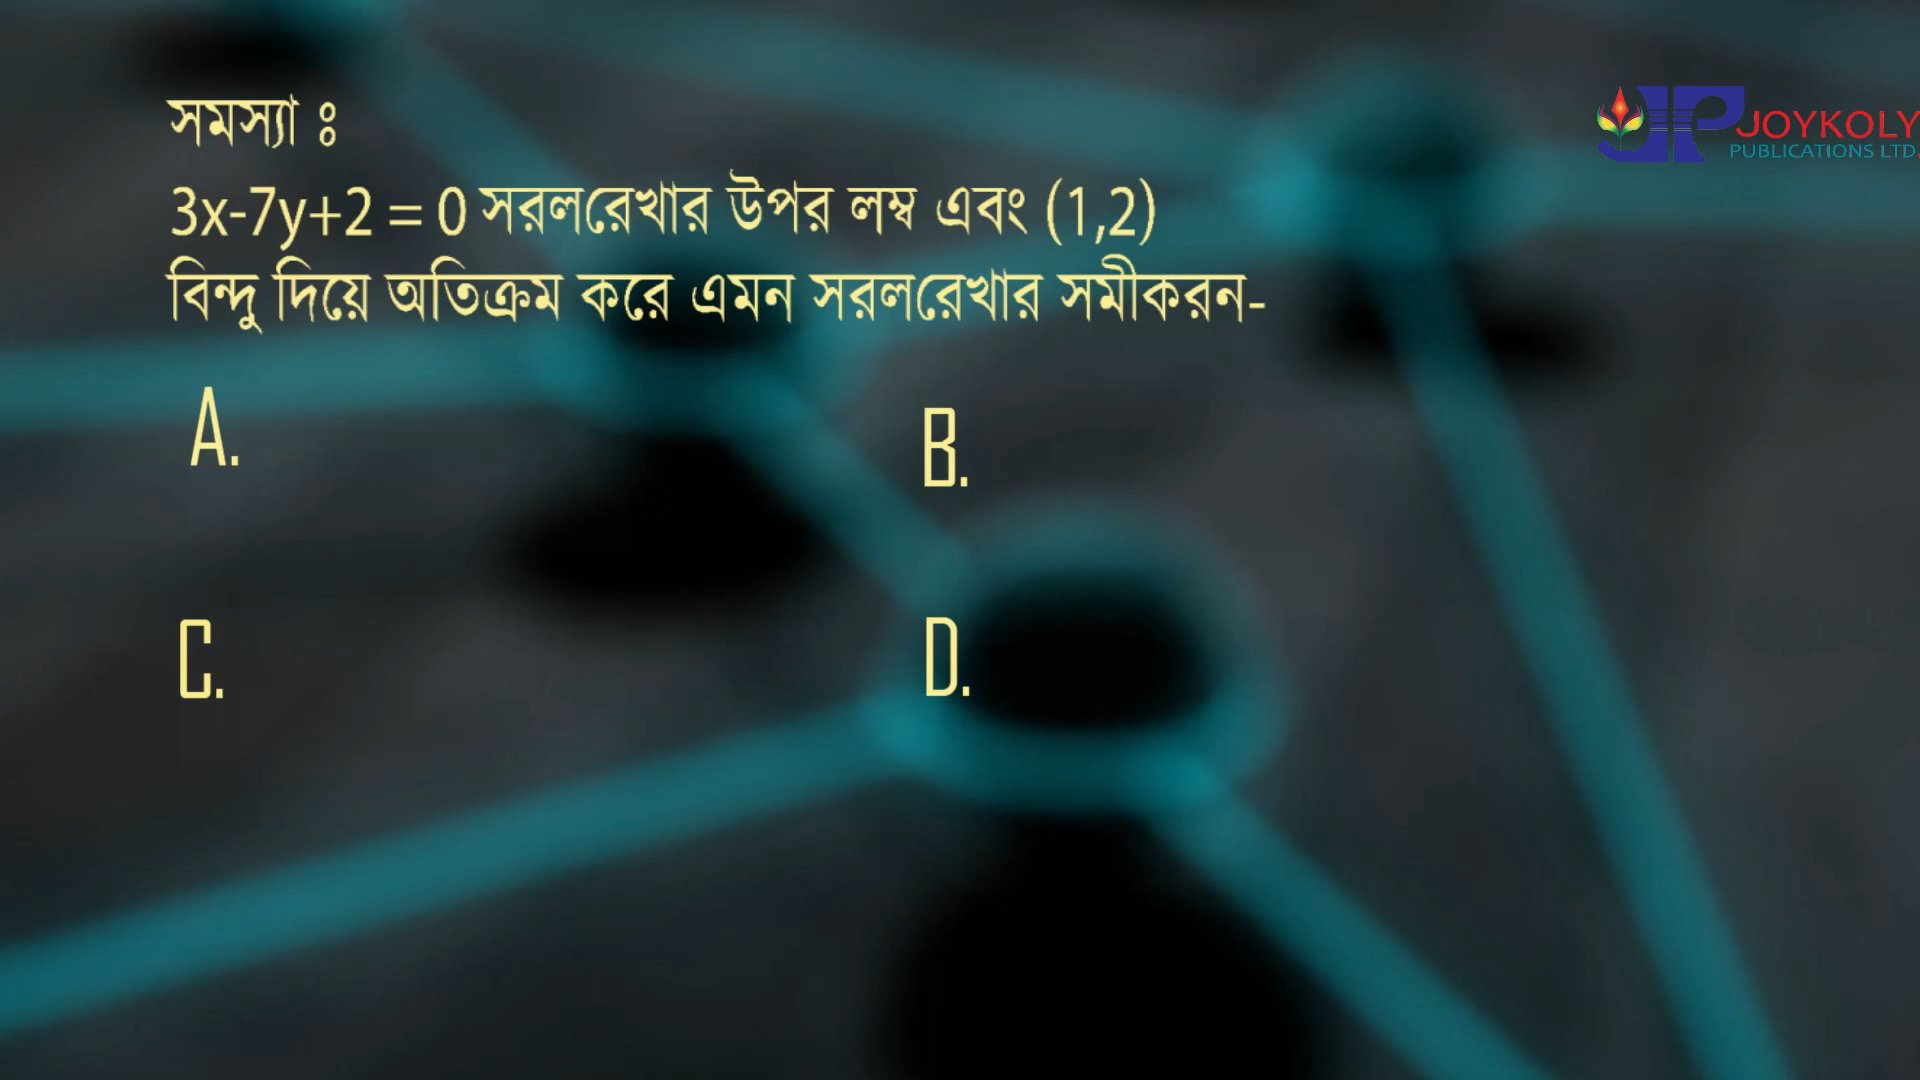 সমস্যা ঃ
3x-7y+2 = 0 সরলরেখার উপর লম্ব এবং (1,2)
বিন্দু দিয়ে অতিক্রম করে এমন সরলরেখার সমীকরন-
A.
B.
C.
D.
JP JOYKOLY
PUBLICATIONS LTD.